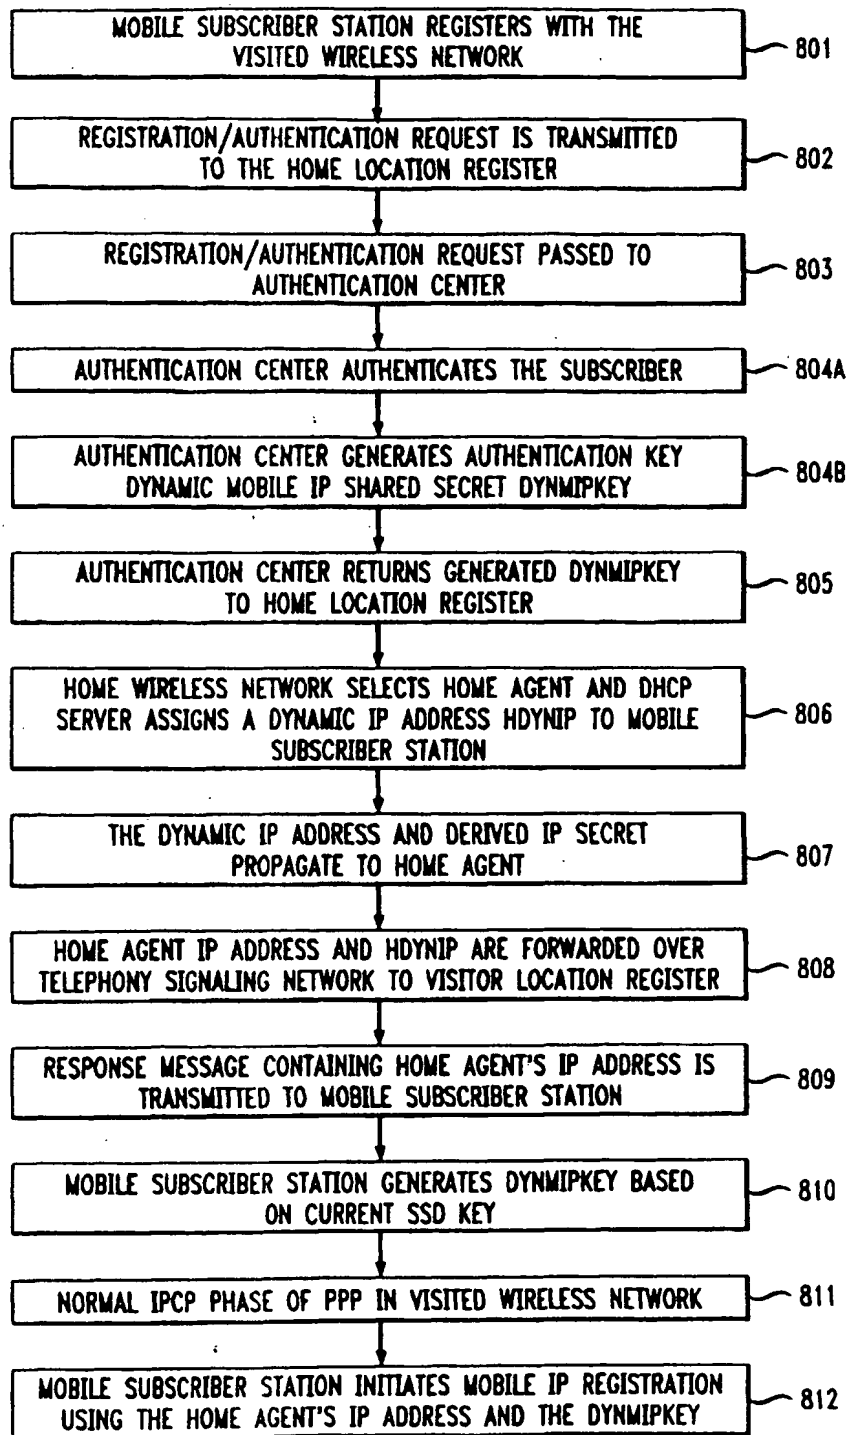 MOBILE SUBSCRIBER STATION REGISTERS WITH THE
VISITED WIRELESS NETWORK
801
REGISTRATION/AUTHENTICATION REQUEST IS TRANSMITTED
TO THE HOME LOCATION REGISTER
802
REGISTRATION/AUTHENTICATION REQUEST PASSED TO
AUTHENTICATION CENTER
803
AUTHENTICATION CENTER AUTHENTICATES THE SUBSCRIBER
804A
AUTHENTICATION CENTER GENERATES AUTHENTICATION KEY
DYNAMIC MOBILE IP SHARED SECRET DYNMIPKEY
804B
AUTHENTICATION CENTER RETURNS GENERATED DYNMIPKEY
TO HOME LOCATION REGISTER
805
HOME WIRELESS NETWORK SELECTS HOME AGENT AND DHCP
SERVER ASSIGNS A DYNAMIC IP ADDRESS HDYNIP TO MOBILE
SUBSCRIBER STATION
806
THE DYNAMIC IP ADDRESS AND DERIVED IP SECRET
PROPAGATE TO HOME AGENT
807
HOME AGENT IP ADDRESS AND HDYNIP ARE FORWARDED OVER
TELEPHONY SIGNALING NETWORK TO VISITOR LOCATION REGISTER
808
RESPONSE MESSAGE CONTAINING HOME AGENT'S IP ADDRESS IS
TRANSMITTED TO MOBILE SUBSCRIBER STATION
809
MOBILE SUBSCRIBER STATION GENERATES DYNMIPKEY BASED
ON CURRENT SSD KEY
810
NORMAL IPCP PHASE OF PPP IN VISITED WIRELESS NETWORK
811
MOBILE SUBSCRIBER STATION INITIATES MOBILE IP REGISTRATION
USING THE HOME AGENT'S IP ADDRESS AND THE DYNMIPKEY
812